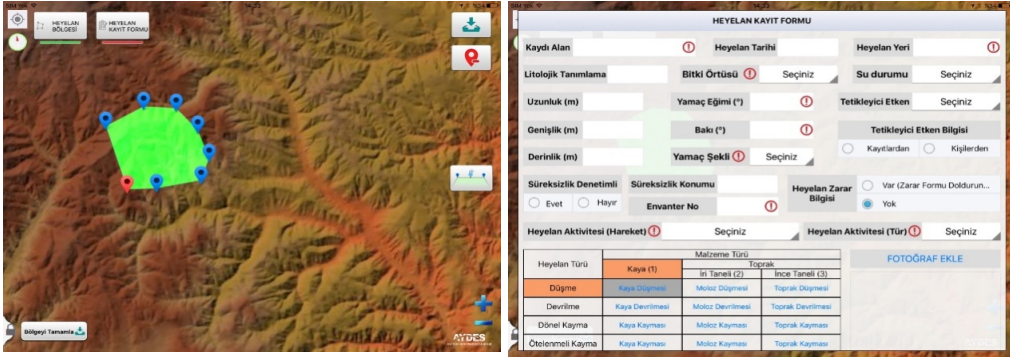 14:23
HEYELAN
BÖLGESİ
HEYELAN
KAYIT FORMU
Bölgeyi Tamamla
AYDES
HEYELAN KAYIT FORMU
Kaydı Alan
Heyelan Tarihi
Heyelan Yeri
Litolojik Tanımlama
Bitki Örtüsü
Seçiniz
Su durumu
Seçiniz
Uzunluk (m)
Yamaç Eğimi (°)
Tetikleyici Etken
Seçiniz
Genişlik (m)
Bakı (°)
Tetikleyici Etken Bilgisi
Kayıtlardan
Kişilerden
Derinlik (m)
Yamaç Şekli
Seçiniz
Süreksizlik Denetimli
Süreksizlik Konumu
Heyelan Zarar
Bilgisi
Var (Zarar Formu Doldurun...
Evet
Hayır
Envanter No
Yok
Heyelan Aktivitesi (Hareket)
Seçiniz
Heyelan Aktivitesi (Tür)
Seçiniz
Heyelan Türü
Malzeme Türü
Kaya (1)
Toprak
İri Taneli (2)
İnce Taneli (3)
FOTOĞRAF EKLE
Düşme
Kaya Düşmesi
Moloz Düşmesi
Toprak Düşmesi
Devrilme
Kaya Devrilmesi
Moloz Devrilmesi
Toprak Devrilmesi
Dönel Kayma
Kaya Kayması
Moloz Kayması
Toprak Kayması
Ötelenmeli Kayma
Kaya Kayması
Moloz Kayması
Toprak Kayması